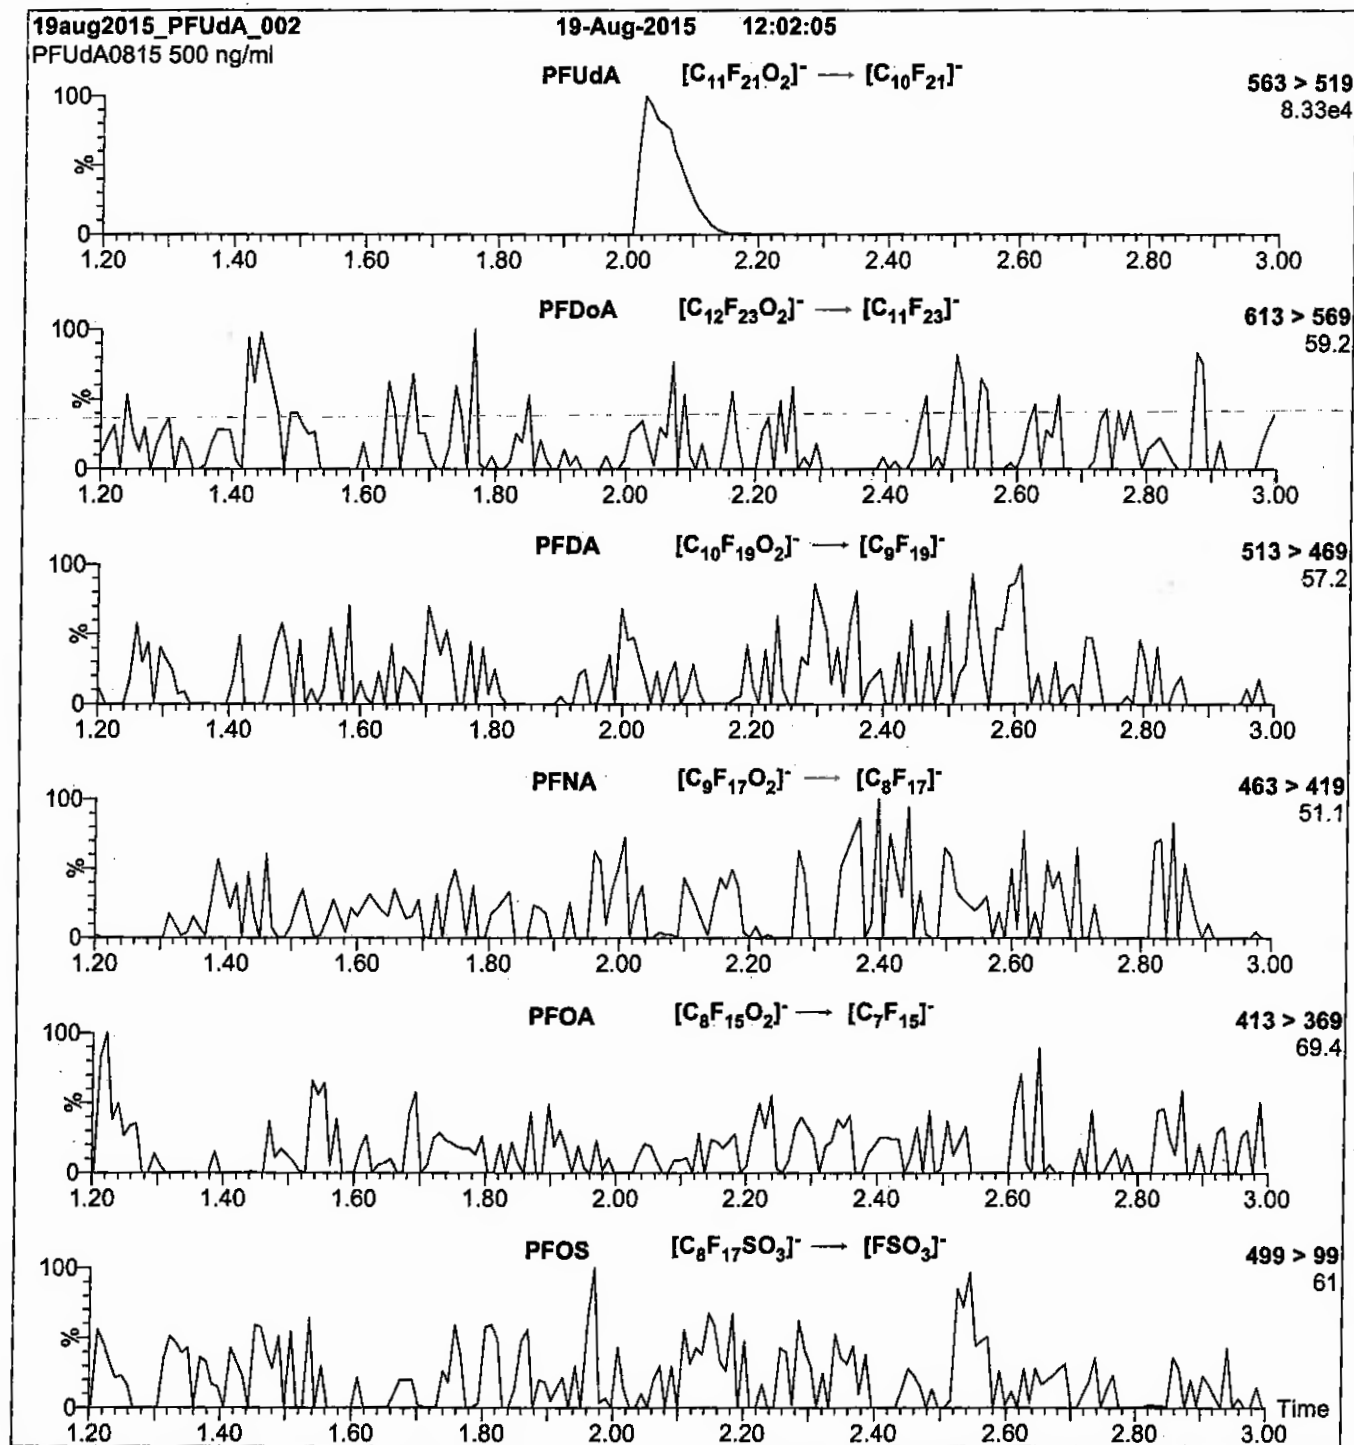 19aug2015_PFUdA_002 19-Aug-2015 12:02:05
PFUdA0815 500 ng/ml
PFUdA [C₁₁F₂₁O₂]⁻ → [C₁₀F₂₁]⁻ 563 > 519
8.33e4
100
%
0
1.20 1.40 1.60 1.80 2.00 2.20 2.40 2.60 2.80 3.00
PFDoA [C₁₂F₂₃O₂]⁻ → [C₁₁F₂₃]⁻ 613 > 569
59.2
100
%
0
1.20 1.40 1.60 1.80 2.00 2.20 2.40 2.60 2.80 3.00
PFDA [C₁₀F₁₉O₂]⁻ → [C₉F₁₉]⁻ 513 > 469
57.2
100
%
0
1.20 1.40 1.60 1.80 2.00 2.20 2.40 2.60 2.80 3.00
PFNA [C₉F₁₇O₂]⁻ → [C₈F₁₇]⁻ 463 > 419
51.1
100
%
0
1.20 1.40 1.60 1.80 2.00 2.20 2.40 2.60 2.80 3.00
PFOA [C₈F₁₅O₂]⁻ → [C₇F₁₅]⁻ 413 > 369
69.4
100
%
0
1.20 1.40 1.60 1.80 2.00 2.20 2.40 2.60 2.80 3.00
PFOS [C₈F₁₇SO₃]⁻ → [FSO₃]⁻ 499 > 99
61
100
%
0
Time
1.20 1.40 1.60 1.80 2.00 2.20 2.40 2.60 2.80 3.00